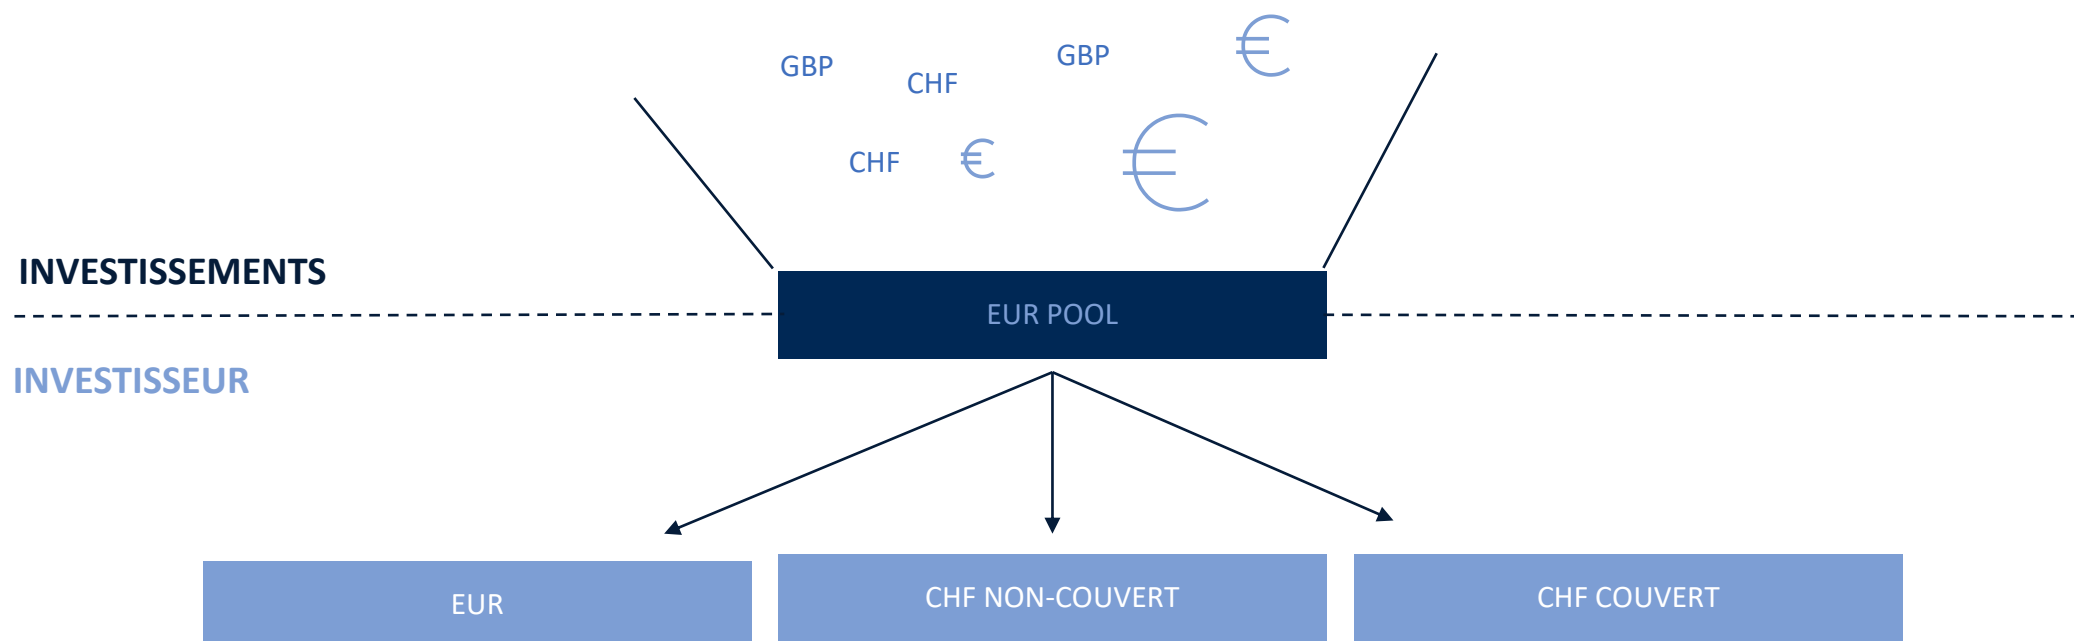 GBP
CHF
GBP
€
CHF
€
€
INVESTISSEMENTS
EUR POOL
INVESTISSEUR
EUR
CHF NON-COUVERT
CHF COUVERT